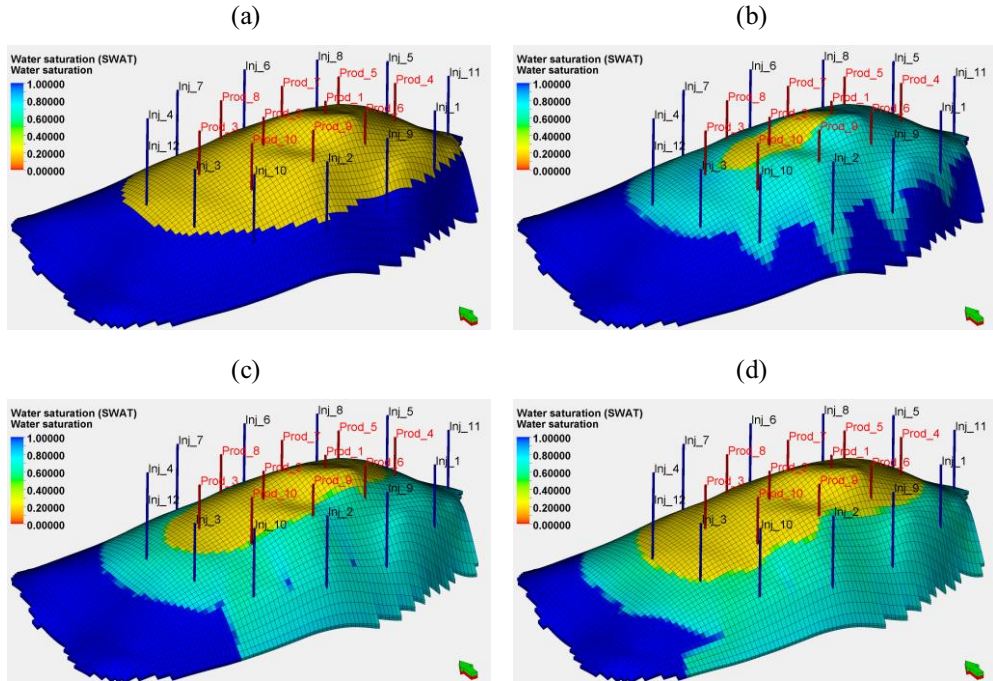 (a)
Water saturation (SWAT)
Water saturation
1.00000
0.80000
0.60000
0.40000
0.20000
0.00000
Inj_8
Inj_5
Inj_6
Inj_7
Prod_7
Prod_5
Prod_4
Inj_11
Inj_4
Prod_8
Prod_1
Prod_6
Inj_1
Inj_12
Prod_3
Prod_10
Prod_9
Inj_9
Inj_3
Inj_10
Inj_2
(b)
Water saturation (SWAT)
Water saturation
1.00000
0.80000
0.60000
0.40000
0.20000
0.00000
Inj_8
Inj_5
Inj_6
Inj_7
Prod_7
Prod_5
Prod_4
Inj_11
Inj_4
Prod_8
Prod_1
Prod_6
Inj_1
Inj_12
Prod_3
Prod_10
Prod_9
Inj_9
Inj_3
Inj_10
Inj_2
(c)
Water saturation (SWAT)
Water saturation
1.00000
0.80000
0.60000
0.40000
0.20000
0.00000
Inj_8
Inj_5
Inj_6
Inj_7
Prod_7
Prod_5
Prod_4
Inj_11
Inj_4
Prod_8
Prod_1
Prod_6
Inj_1
Inj_12
Prod_3
Prod_10
Prod_9
Inj_9
Inj_3
Inj_10
Inj_2
(d)
Water saturation (SWAT)
Water saturation
1.00000
0.80000
0.60000
0.40000
0.20000
0.00000
Inj_8
Inj_5
Inj_6
Inj_7
Prod_7
Prod_5
Prod_4
Inj_11
Inj_4
Prod_8
Prod_1
Prod_6
Inj_1
Inj_12
Prod_3
Prod_10
Prod_9
Inj_9
Inj_3
Inj_10
Inj_2